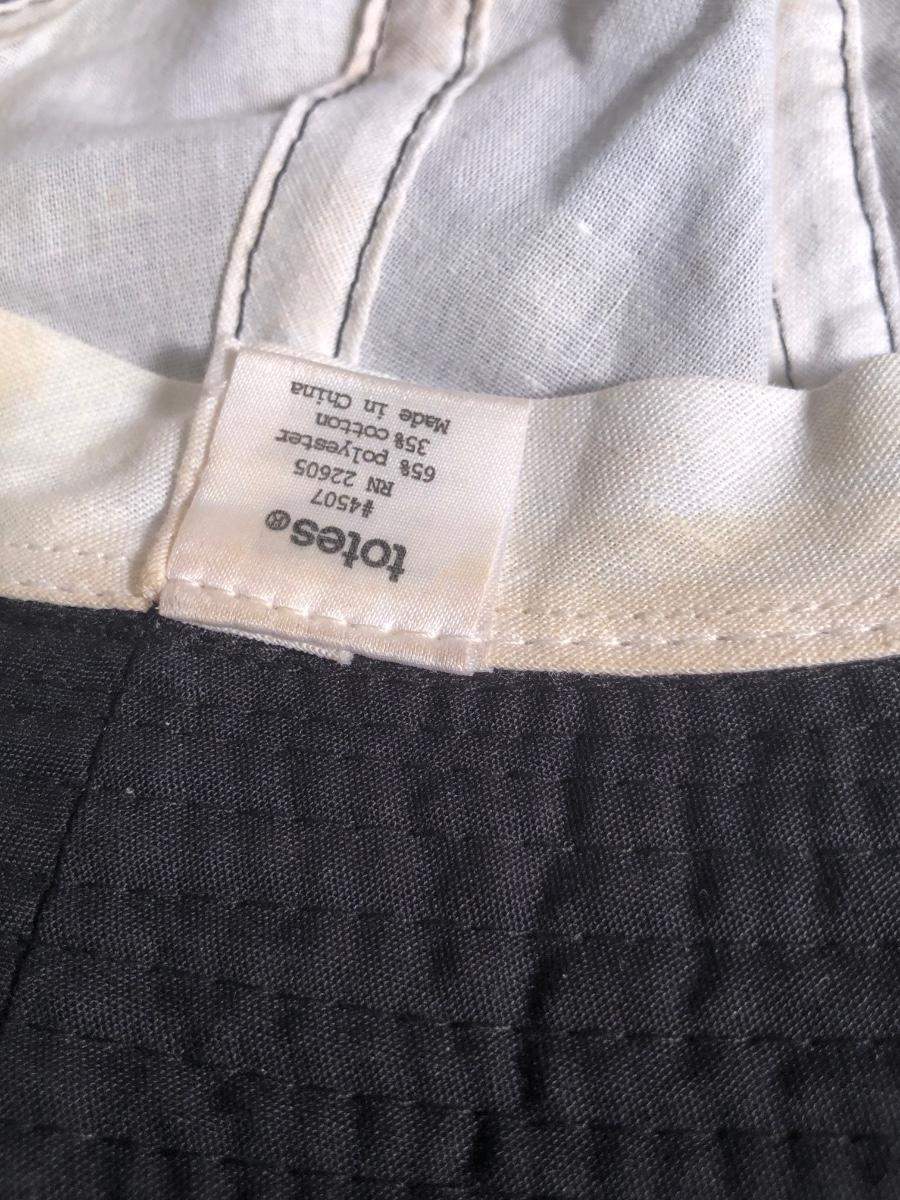 totes®
#4507
RN 22605
65% polyester
35% cotton
Made in China